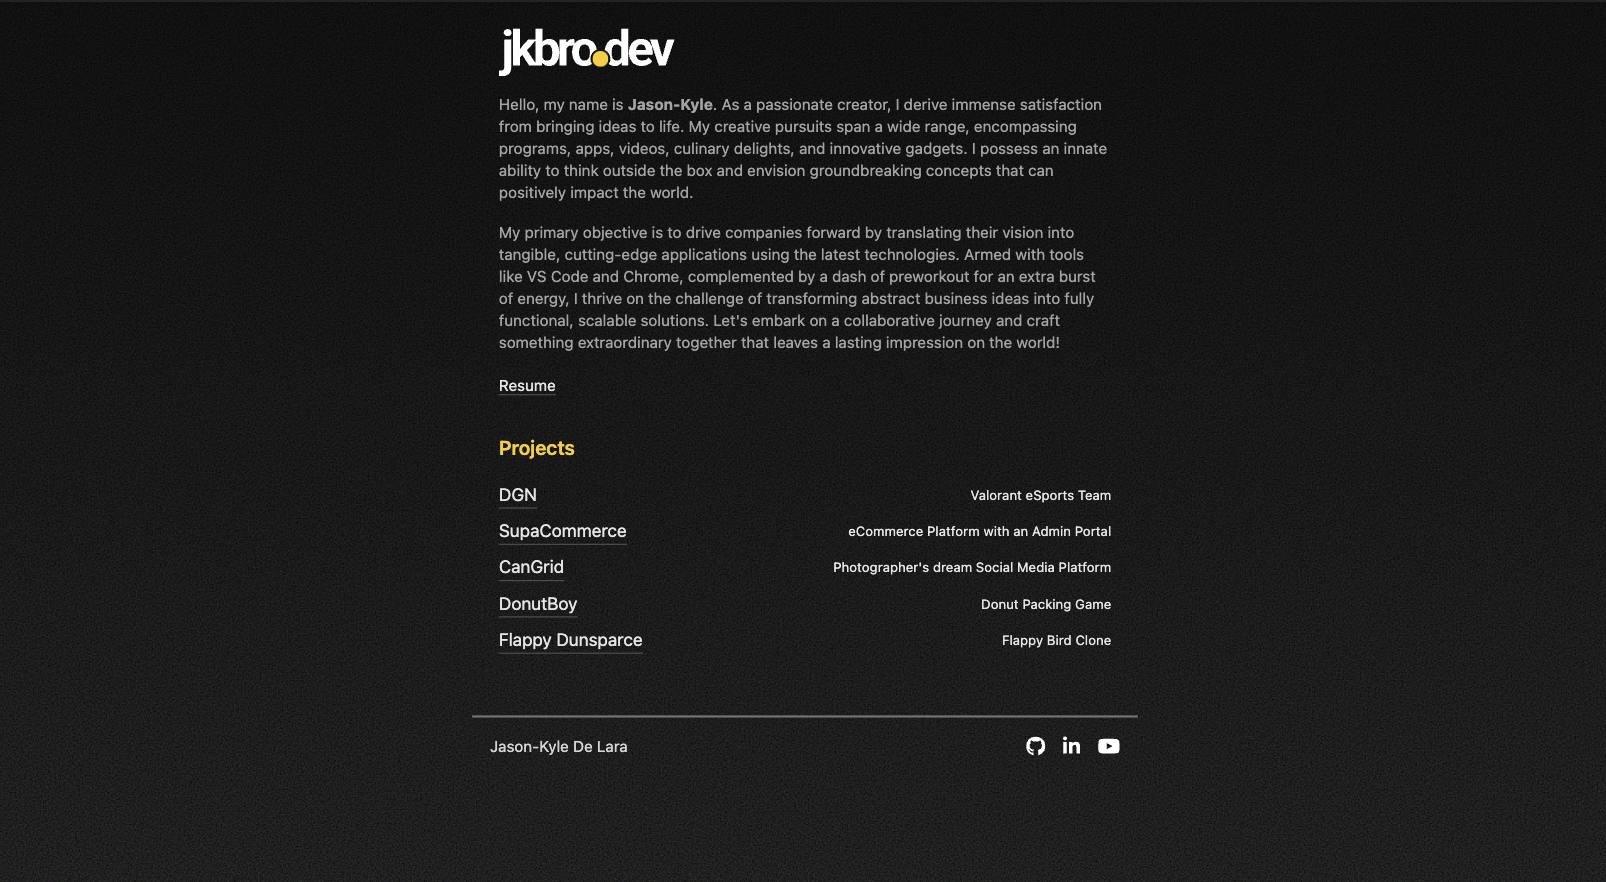 jkbro.dev
Hello, my name is Jason-Kyle. As a passionate creator, I derive immense satisfaction
from bringing ideas to life. My creative pursuits span a wide range, encompassing
programs, apps, videos, culinary delights, and innovative gadgets. I possess an innate
ability to think outside the box and envision groundbreaking concepts that can
positively impact the world.
My primary objective is to drive companies forward by translating their vision into
tangible, cutting-edge applications using the latest technologies. Armed with tools
like VS Code and Chrome, complemented by a dash of preworkout for an extra burst
of energy, I thrive on the challenge of transforming abstract business ideas into fully
functional, scalable solutions. Let's embark on a collaborative journey and craft
something extraordinary together that leaves a lasting impression on the world!
Resume
Projects
DGN Valorant eSports Team
SupaCommerce eCommerce Platform with an Admin Portal
CanGrid Photographer's dream Social Media Platform
DonutBoy Donut Packing Game
Flappy Dunsparce Flappy Bird Clone
Jason-Kyle De Lara in